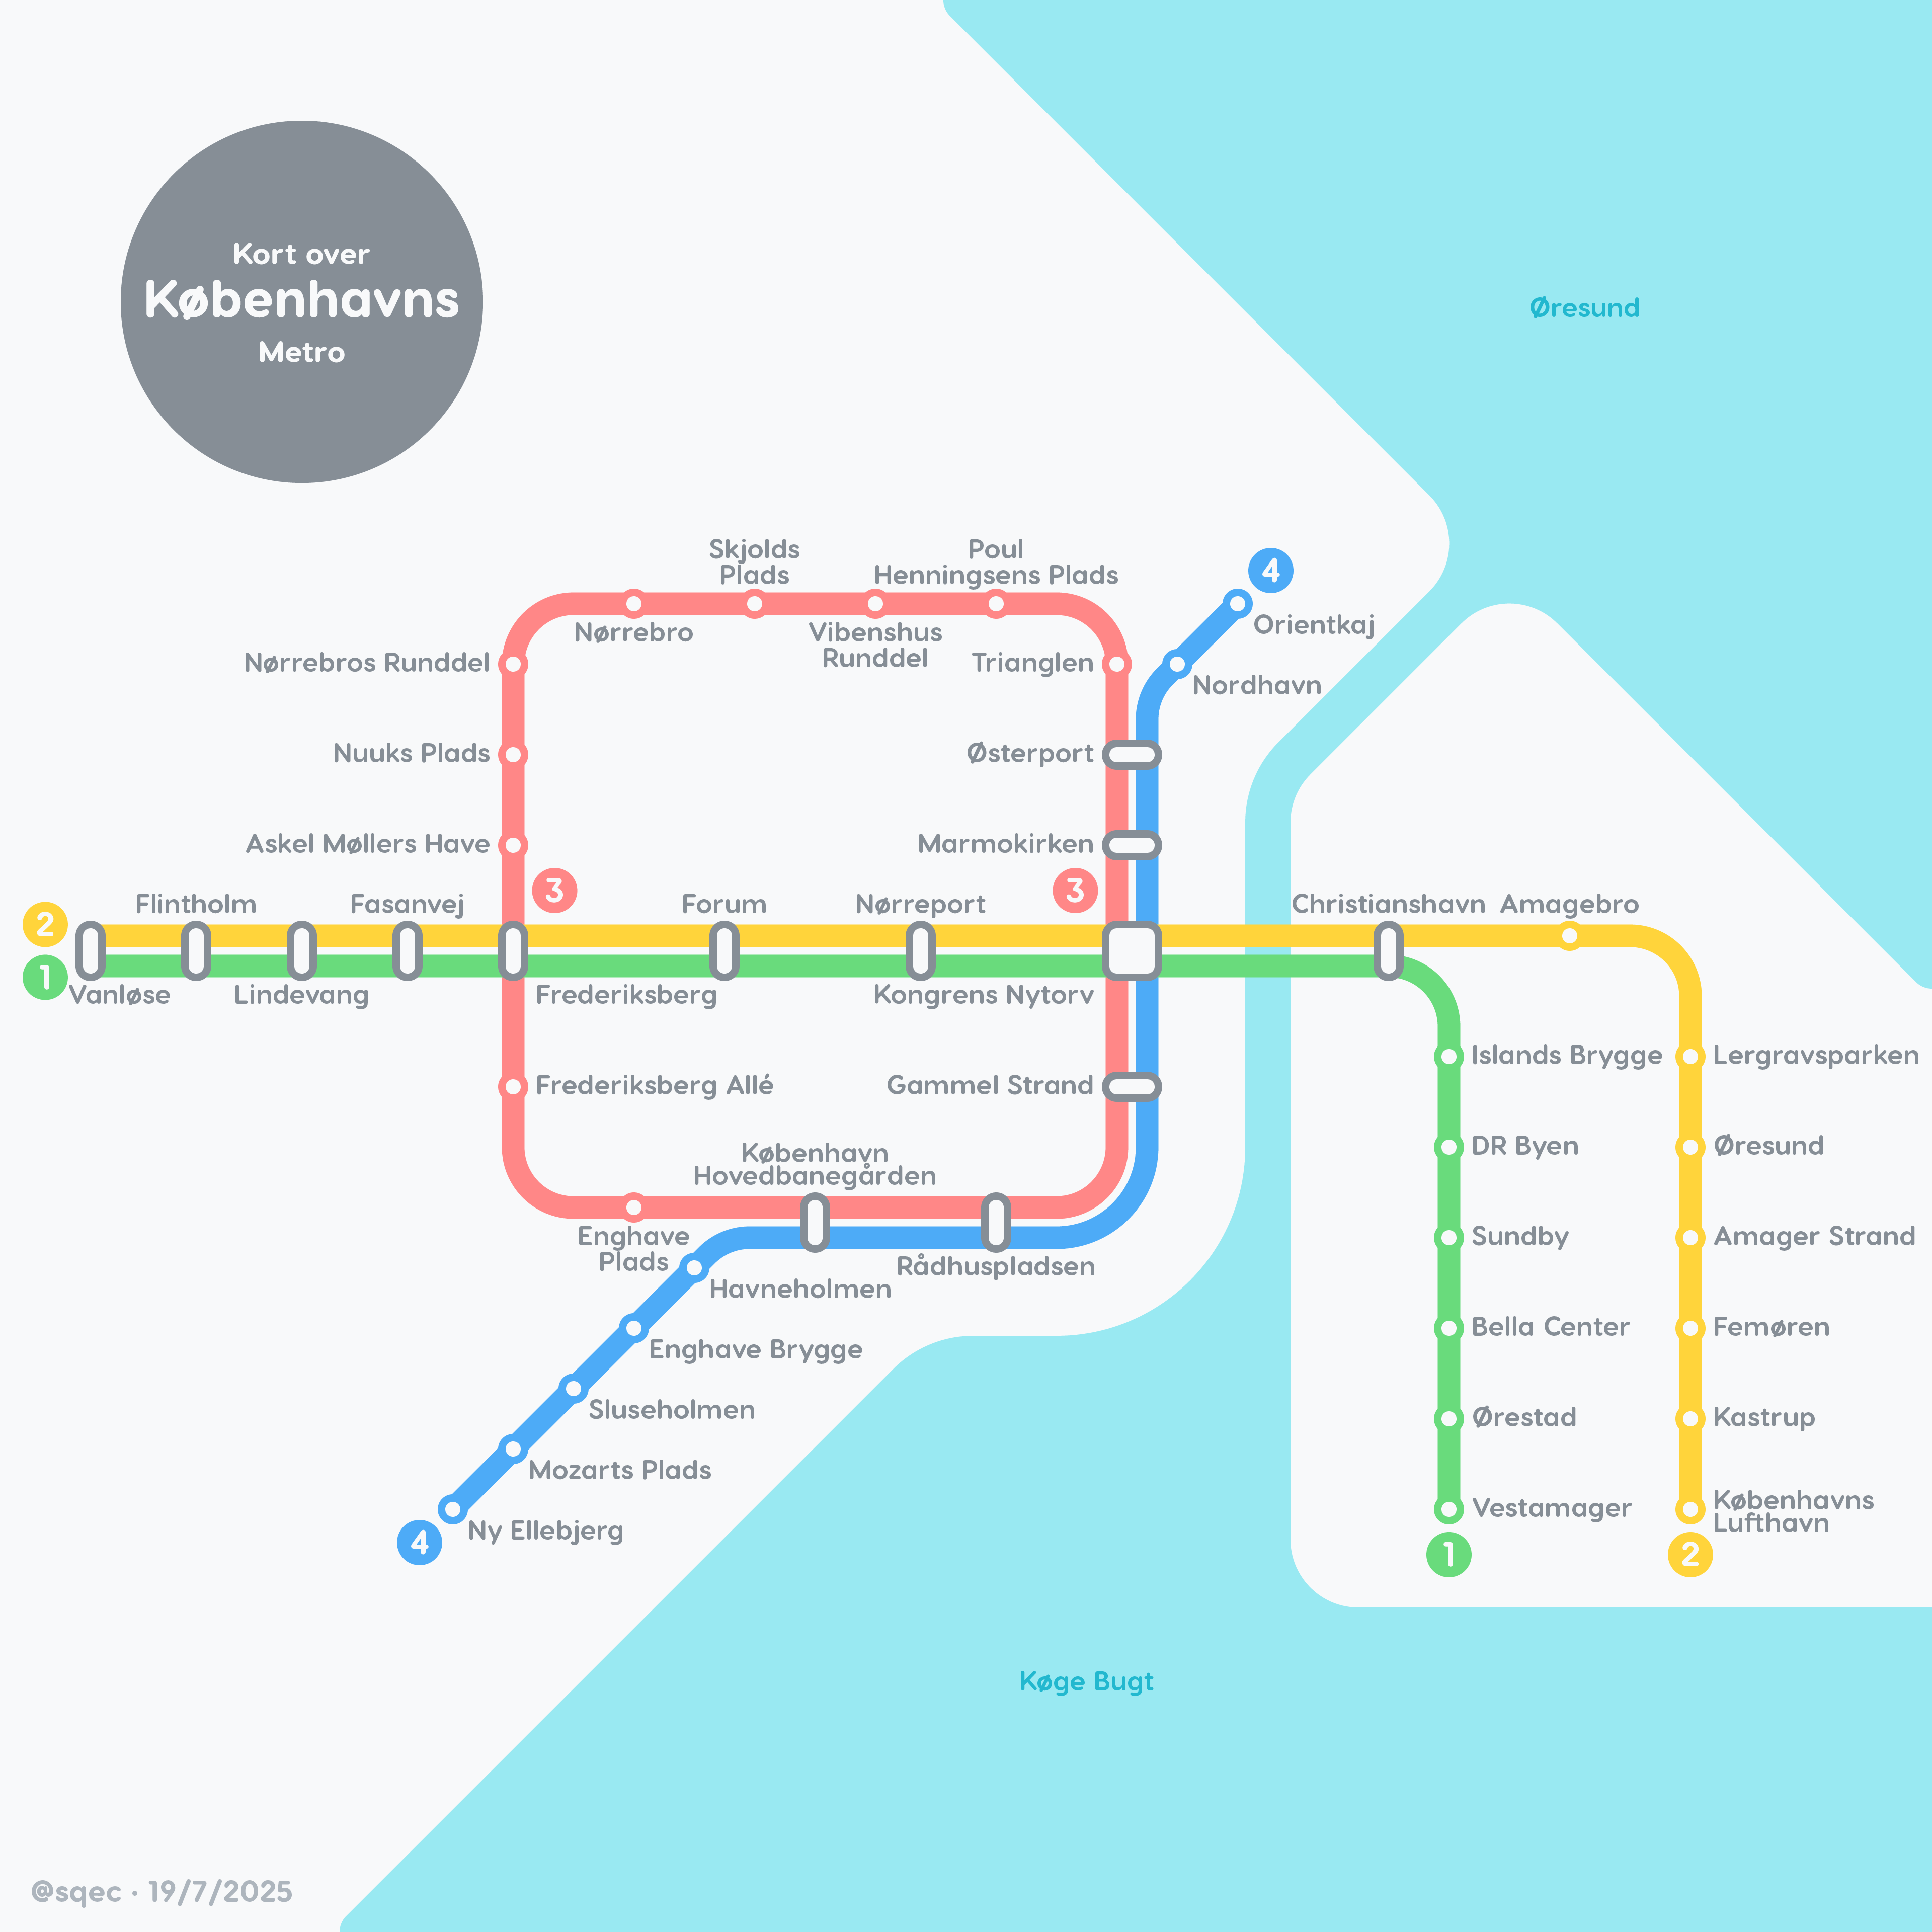 Kort over
Københavns
Metro
Øresund
Skjolds
Plads
Poul
Henningsens Plads
4
Orientkaj
Nørrebro
Vibenshus
Runddel
Nørrebros Runddel
Trianglen
Nordhavn
Nuuks Plads
Østerport
Askel Møllers Have
Marmokirken
3
3
Flintholm
Fasanvej
Forum
Nørreport
Christianshavn
Amagebro
2
1
Vanløse
Lindevang
Frederiksberg
Kongrens Nytorv
Islands Brygge
Lergravsparken
Frederiksberg Allé
Gammel Strand
København
Hovedbanegården
DR Byen
Øresund
Enghave
Plads
Rådhuspladsen
Sundby
Amager Strand
Havneholmen
Enghave Brygge
Bella Center
Femøren
Sluseholmen
Ørestad
Kastrup
Mozarts Plads
Ny Ellebjerg
4
Vestamager
Københavns
Lufthavn
1
2
Køge Bugt
@sqec · 19/7/2025